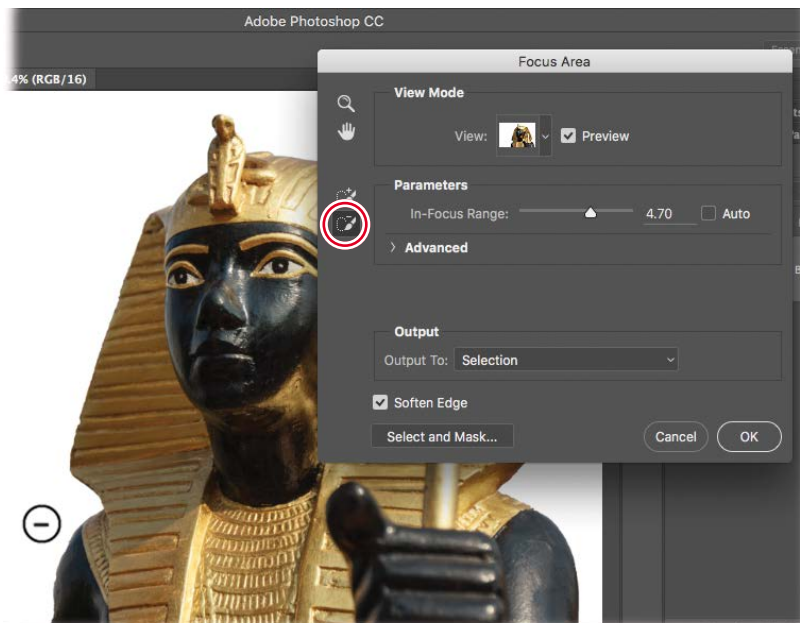 Adobe Photoshop CC
Focus Area
4% (RGB/16)
View Mode
View:
Preview
Parameters
In-Focus Range:
4.70
Auto
Advanced
Output
Output To: Selection
Soften Edge
Select and Mask...
Cancel
OK